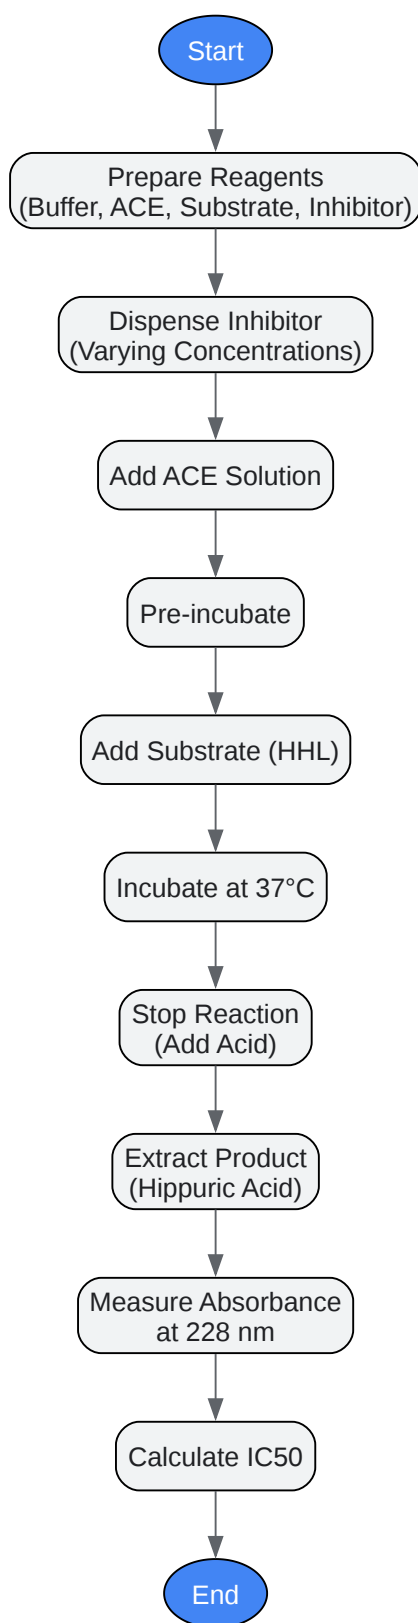 Start
Prepare Reagents
(Buffer, ACE, Substrate, Inhibitor)
Dispense Inhibitor
(Varying Concentrations)
Add ACE Solution
Pre-incubate
Add Substrate (HHL)
Incubate at 37°C
Stop Reaction
(Add Acid)
Extract Product
(Hippuric Acid)
Measure Absorbance
at 228 nm
Calculate IC50
End